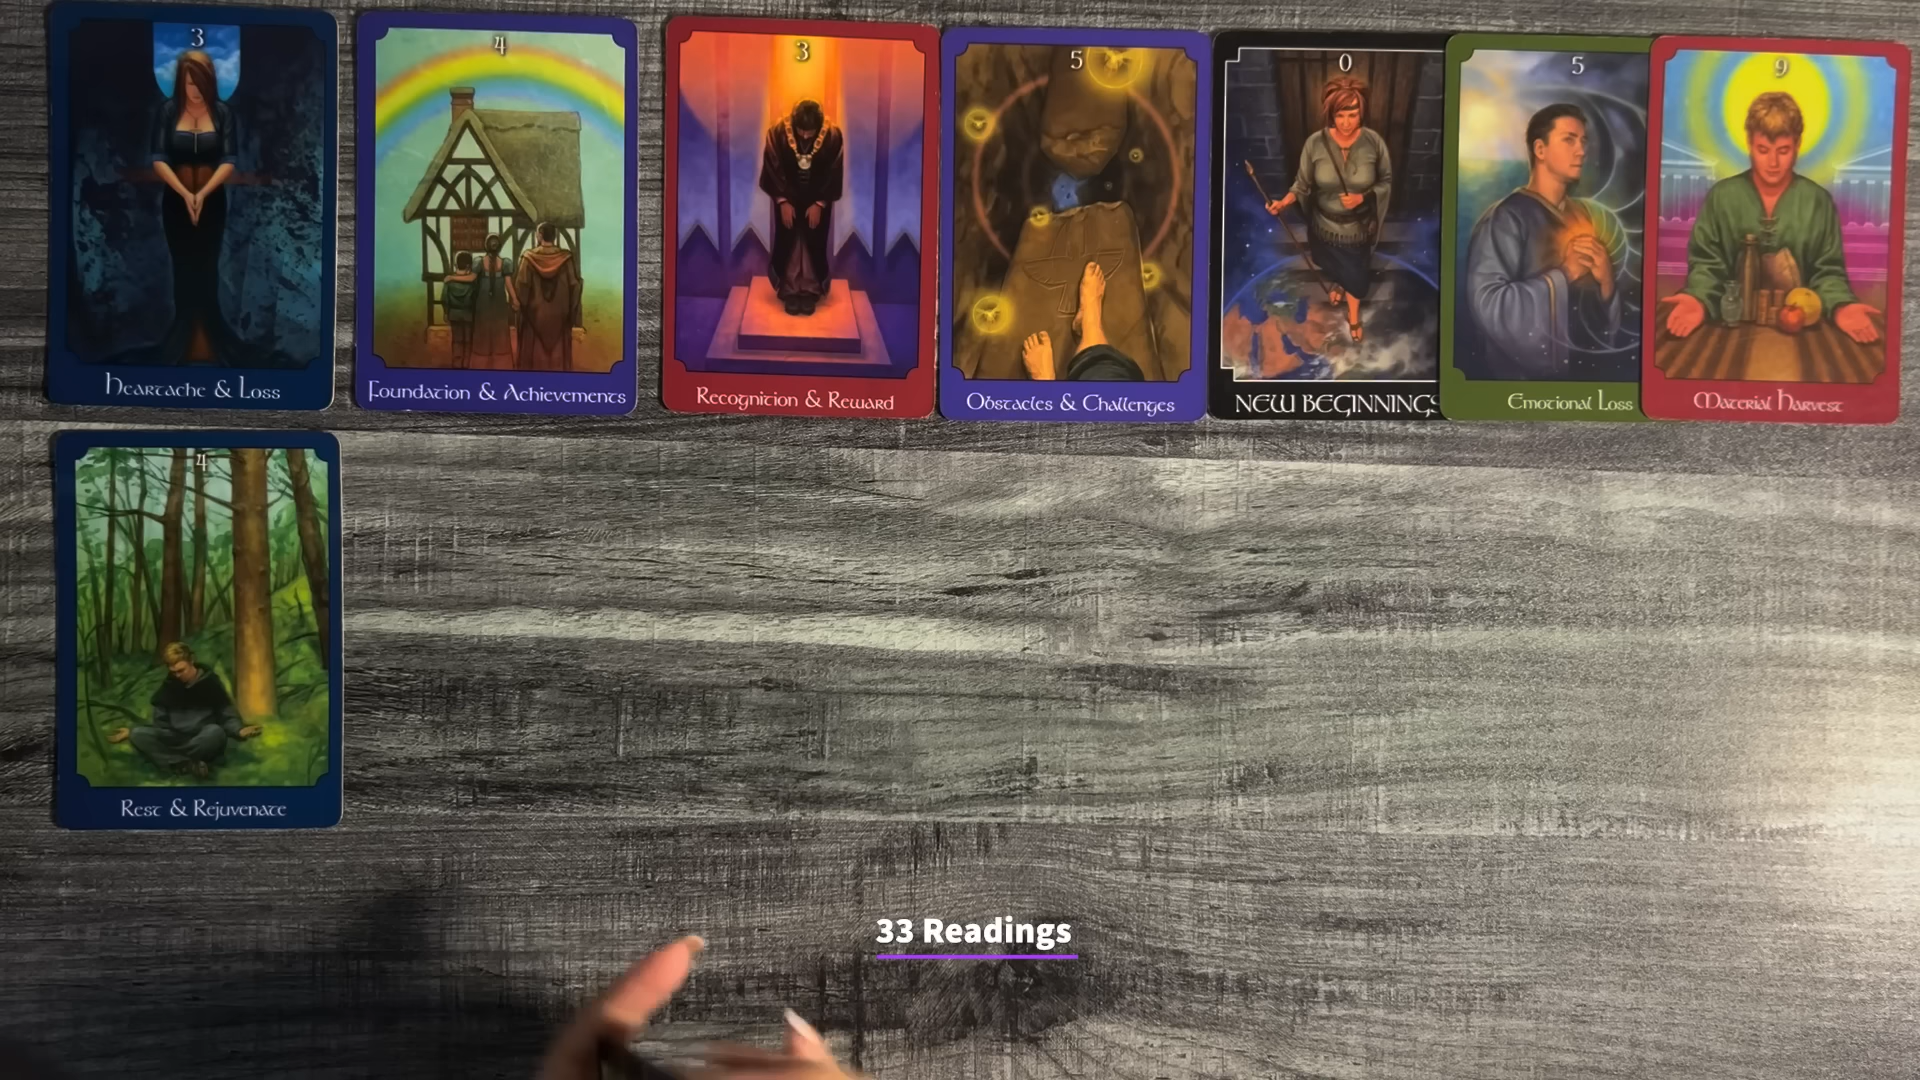 3
Heartache & Loss
4
Foundation & Achievements
3
Recognition & Reward
5
Obstacles & Challenges
0
NEW BEGINNINGS
5
Emotional Loss
9
Material Harvest
4
Rest & Rejuvenate
33 Readings